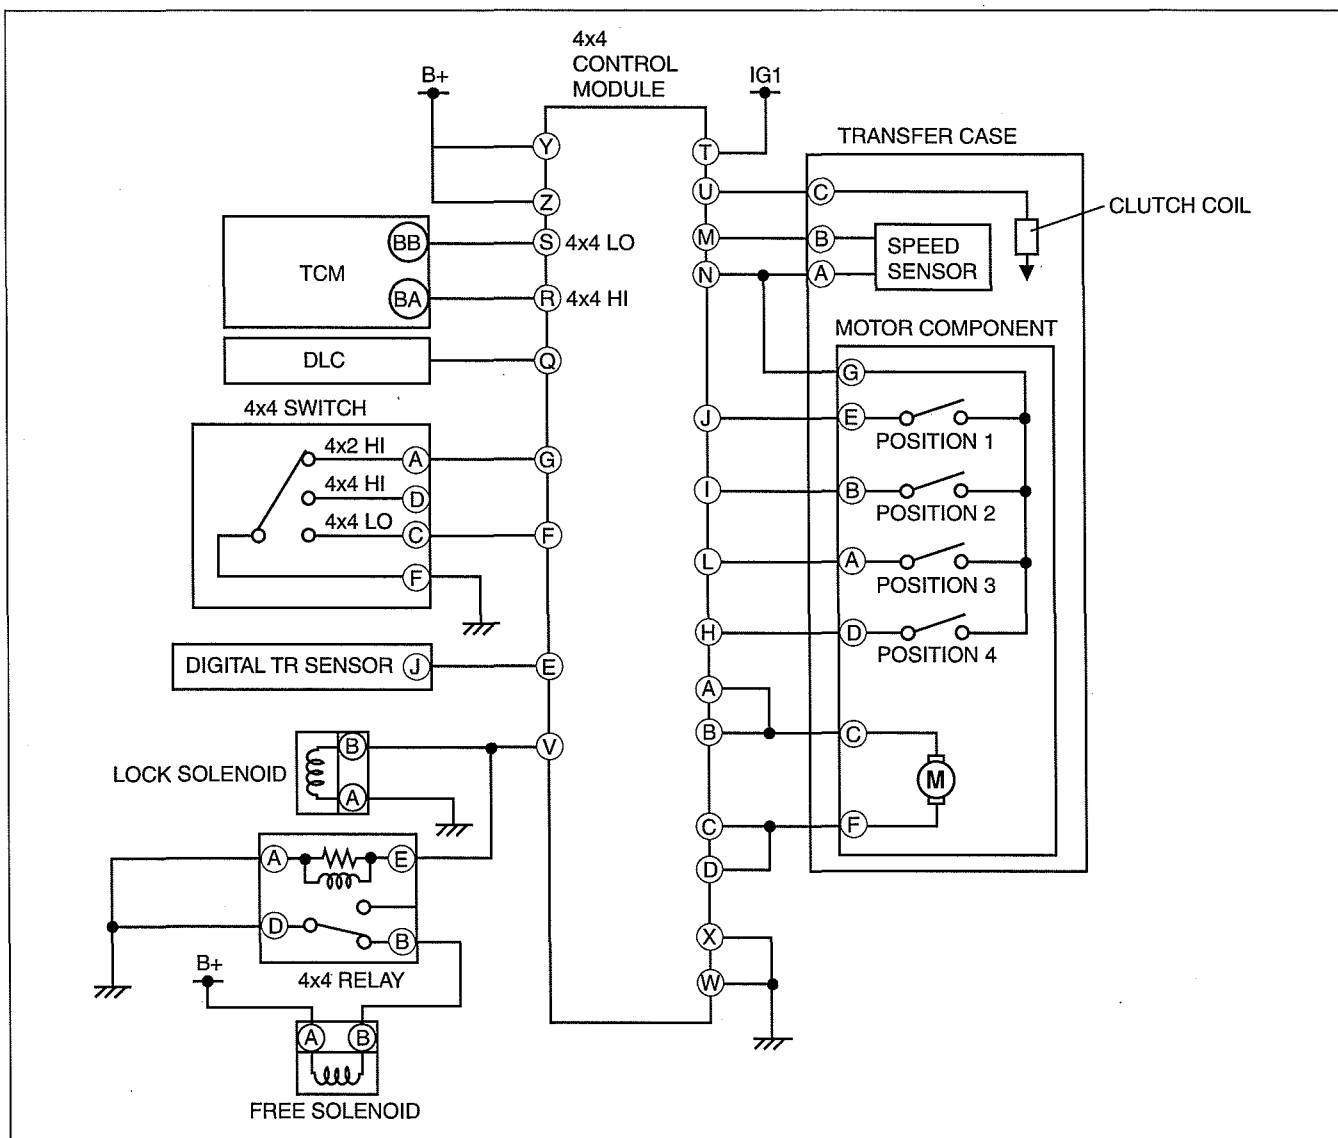 4x4
CONTROL
MODULE
B+
IG1
TRANSFER CASE
Y
T
Z
U
C
CLUTCH COIL
TCM
BB
S
4x4 LO
M
B
SPEED
SENSOR
BA
R
4x4 HI
N
A
DLC
Q
MOTOR COMPONENT
G
4x4 SWITCH
J
E
POSITION 1
4x2 HI
A
G
4x4 HI
D
I
B
POSITION 2
4x4 LO
C
F
F
L
A
POSITION 3
H
D
POSITION 4
DIGITAL TR SENSOR
J
E
A
B
C
LOCK SOLENOID
B
V
A
M
C
F
D
A
E
D
B
4x4 RELAY
X
W
B+
A
B
FREE SOLENOID